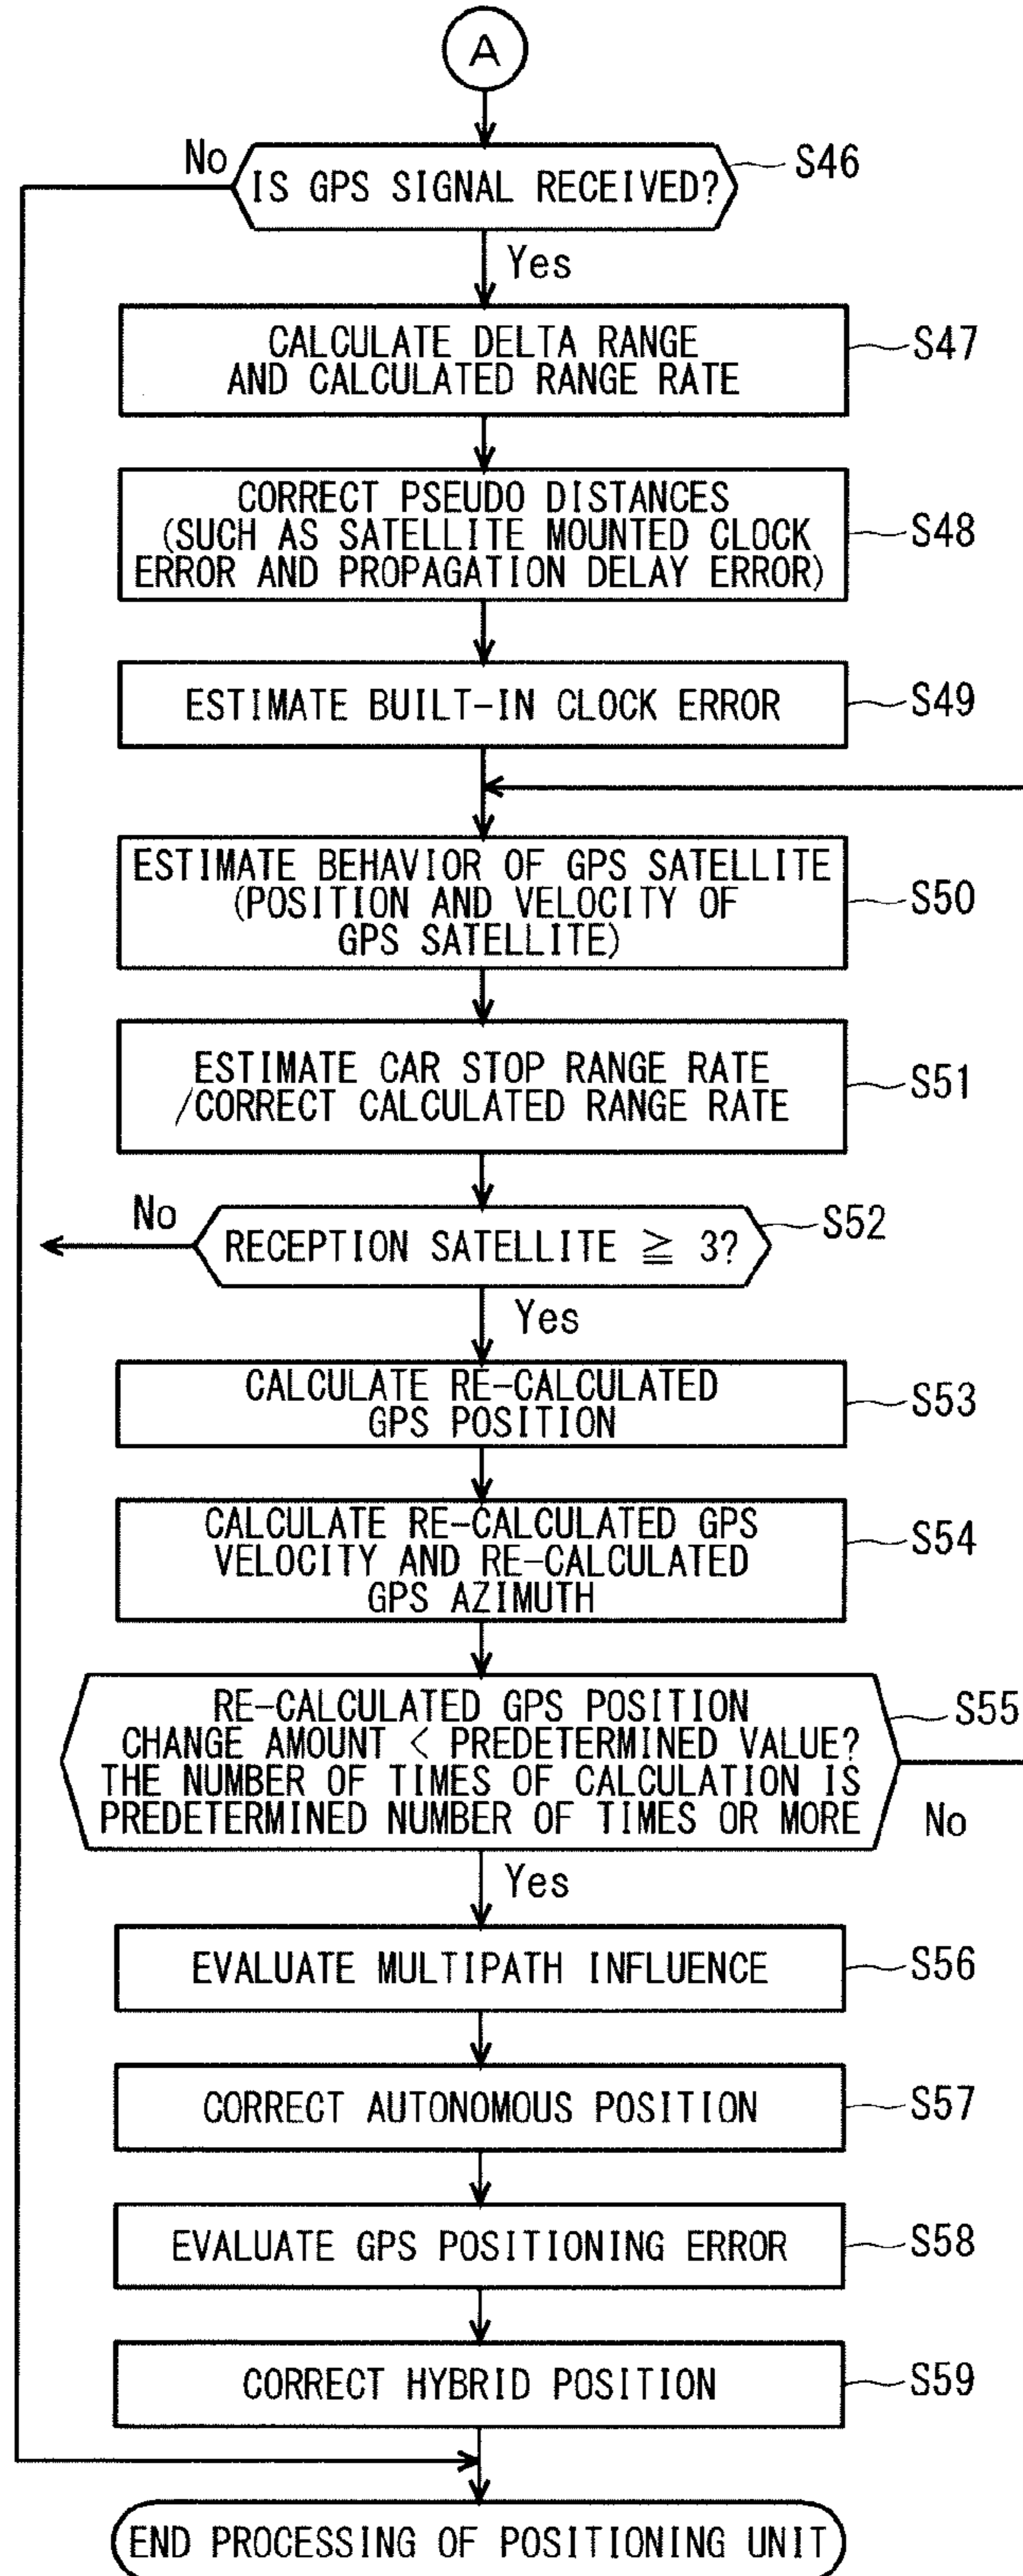 A
No
IS GPS SIGNAL RECEIVED?
S46
Yes
CALCULATE DELTA RANGE
AND CALCULATED RANGE RATE
S47
CORRECT PSEUDO DISTANCES
(SUCH AS SATELLITE MOUNTED CLOCK
ERROR AND PROPAGATION DELAY ERROR)
S48
ESTIMATE BUILT-IN CLOCK ERROR
S49
ESTIMATE BEHAVIOR OF GPS SATELLITE
(POSITION AND VELOCITY OF
GPS SATELLITE)
S50
ESTIMATE CAR STOP RANGE RATE
/CORRECT CALCULATED RANGE RATE
S51
No
RECEPTION SATELLITE ≧ 3?
S52
Yes
CALCULATE RE-CALCULATED
GPS POSITION
S53
CALCULATE RE-CALCULATED GPS
VELOCITY AND RE-CALCULATED
GPS AZIMUTH
S54
RE-CALCULATED GPS POSITION
CHANGE AMOUNT < PREDETERMINED VALUE?
THE NUMBER OF TIMES OF CALCULATION IS
PREDETERMINED NUMBER OF TIMES OR MORE
S55
No
Yes
EVALUATE MULTIPATH INFLUENCE
S56
CORRECT AUTONOMOUS POSITION
S57
EVALUATE GPS POSITIONING ERROR
S58
CORRECT HYBRID POSITION
S59
END PROCESSING OF POSITIONING UNIT